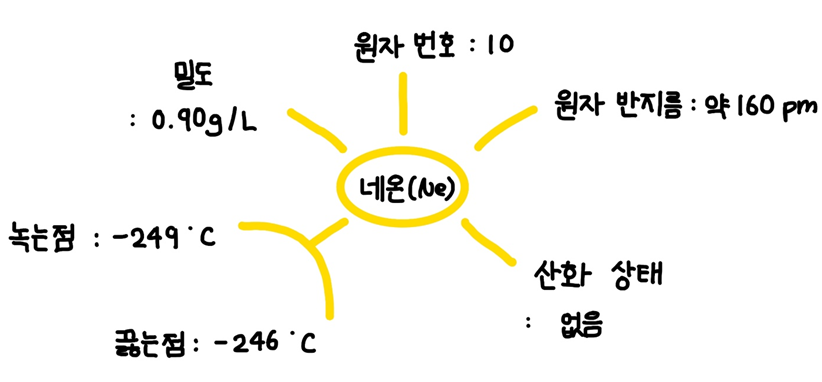 원자 번호 : 10
밀도
: 0.90g/L
원자 반지름 : 약 160 pm
네온(Ne)
녹는점 : -249°C
산화 상태
: 없음
끓는점 : -246°C